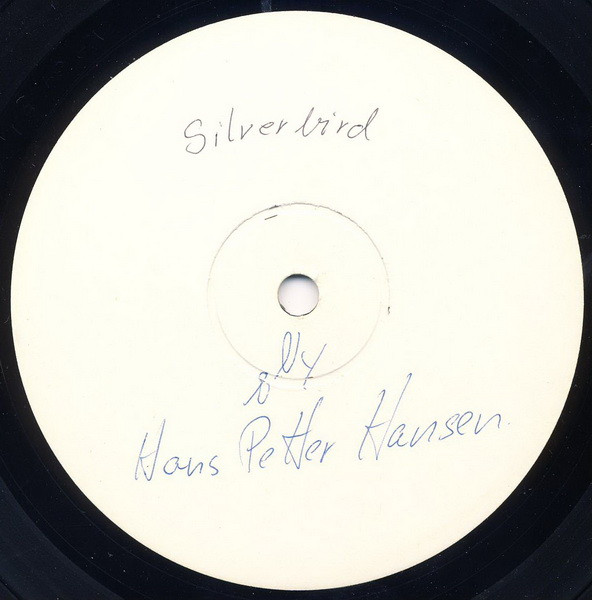 Silverbird
Hans Petter Hansen.